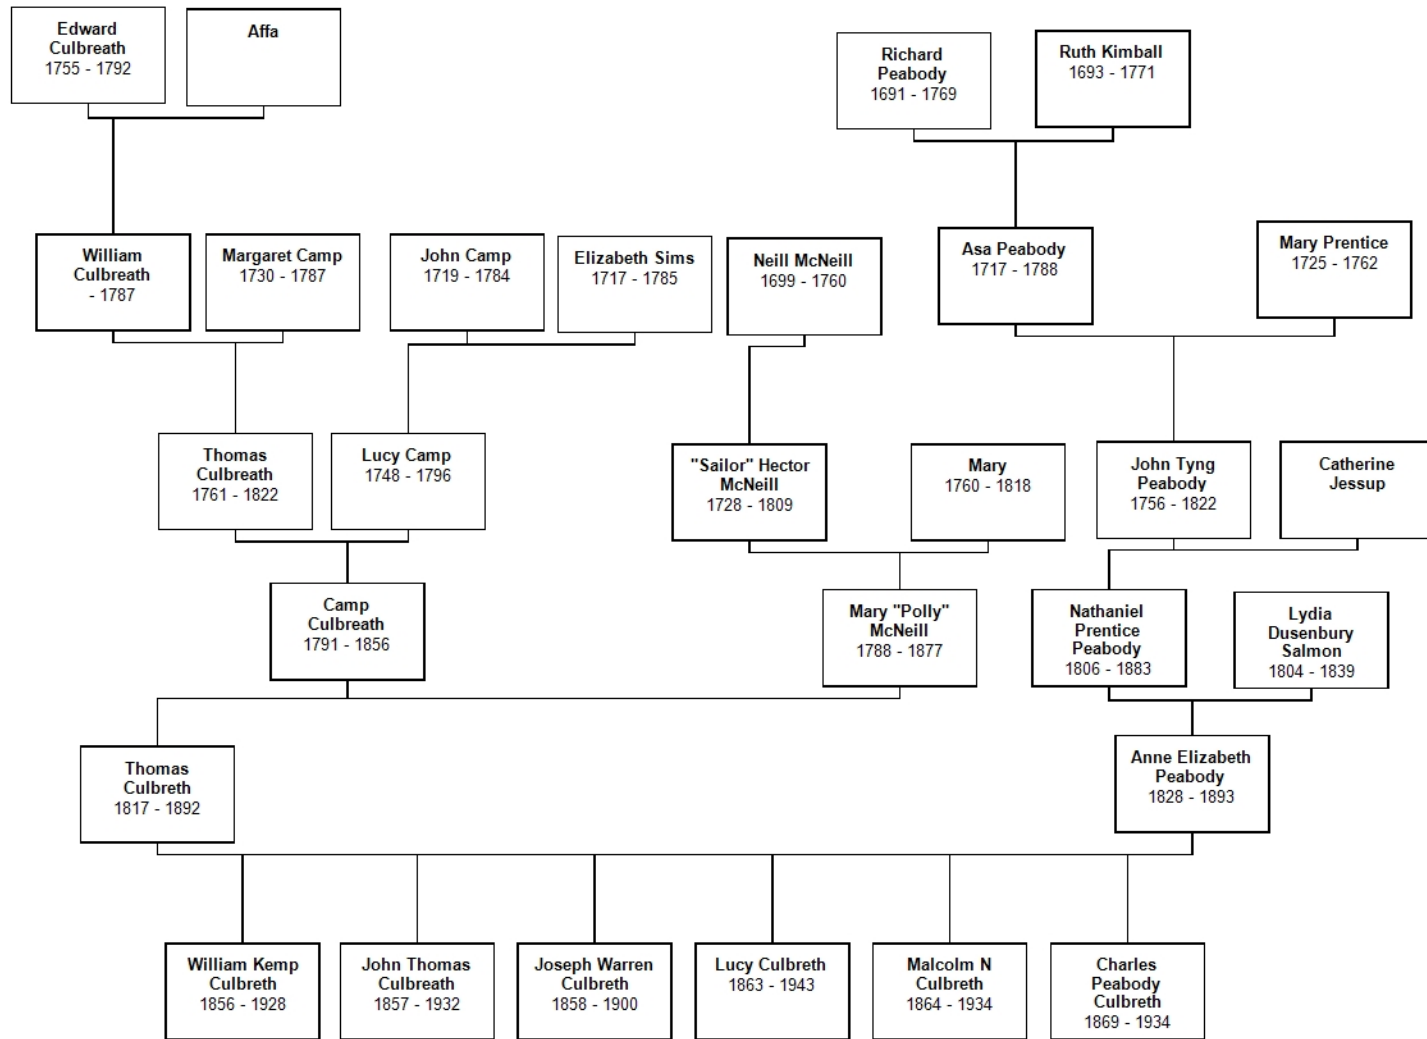 Edward
Culbreath
1755 - 1792
Affa
Richard
Peabody
1691 - 1769
Ruth Kimball
1693 - 1771
William
Culbreath
- 1787
Margaret Camp
1730 - 1787
John Camp
1719 - 1784
Elizabeth Sims
1717 - 1785
Neill McNeill
1699 - 1760
Asa Peabody
1717 - 1788
Mary Prentice
1725 - 1762
Thomas
Culbreath
1761 - 1822
Lucy Camp
1748 - 1796
"Sailor" Hector
McNeill
1728 - 1809
Mary
1760 - 1818
John Tyng
Peabody
1756 - 1822
Catherine
Jessup
Camp
Culbreath
1791 - 1856
Mary "Polly"
McNeill
1788 - 1877
Nathaniel
Prentice
Peabody
1806 - 1883
Lydia
Dusenbury
Salmon
1804 - 1839
Thomas
Culbreth
1817 - 1892
Anne Elizabeth
Peabody
1828 - 1893
William Kemp
Culbreth
1856 - 1928
John Thomas
Culbreath
1857 - 1932
Joseph Warren
Culbreth
1858 - 1900
Lucy Culbreth
1863 - 1943
Malcolm N
Culbreth
1864 - 1934
Charles
Peabody
Culbreth
1869 - 1934